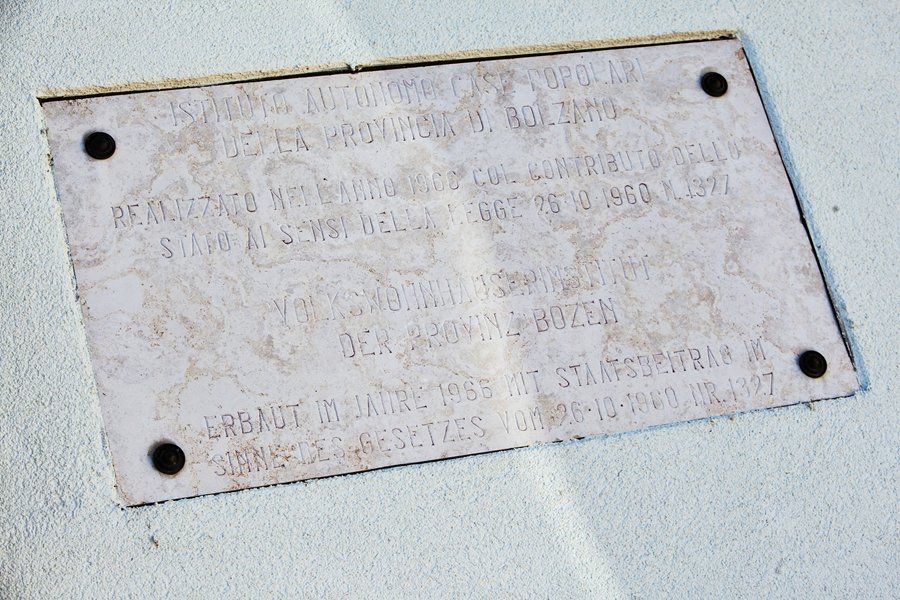 ISTITUTO AUTONOMO CASE POPOLARI
DELLA PROVINCIA DI BOLZANO
REALIZZATO NELL'ANNO 1966 COL CONTRIBUTO DELLO
STATO AI SENSI DELLA LEGGE 26·10·1960 N.1327
VOLKSWOHNHÄUSERINSTITUT
DER PROVINZ BOZEN
ERBAUT IM JAHRE 1966 MIT STAATSBEITRAG IM
SINNE DES GESETZES VOM 26·10·1960 NR.1327